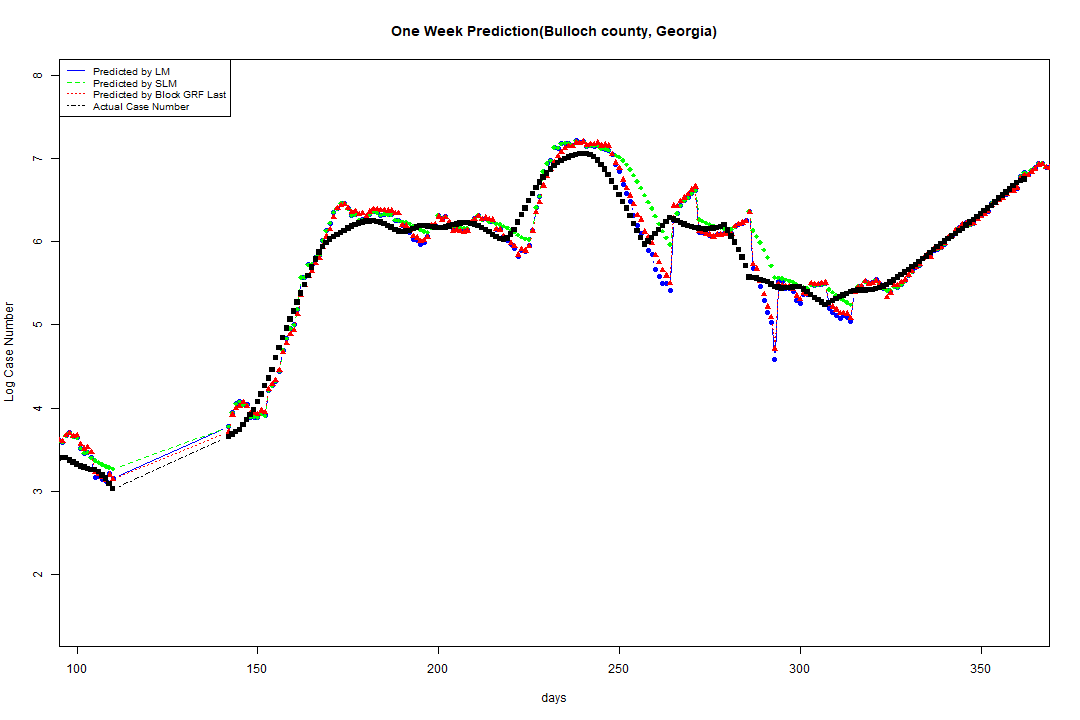 One Week Prediction(Bulloch county, Georgia)
Predicted by LM
Predicted by SLM
Predicted by Block GRF Last
Actual Case Number
8
7
6
5
4
3
2
Log Case Number
100 150 200 250 300 350
days